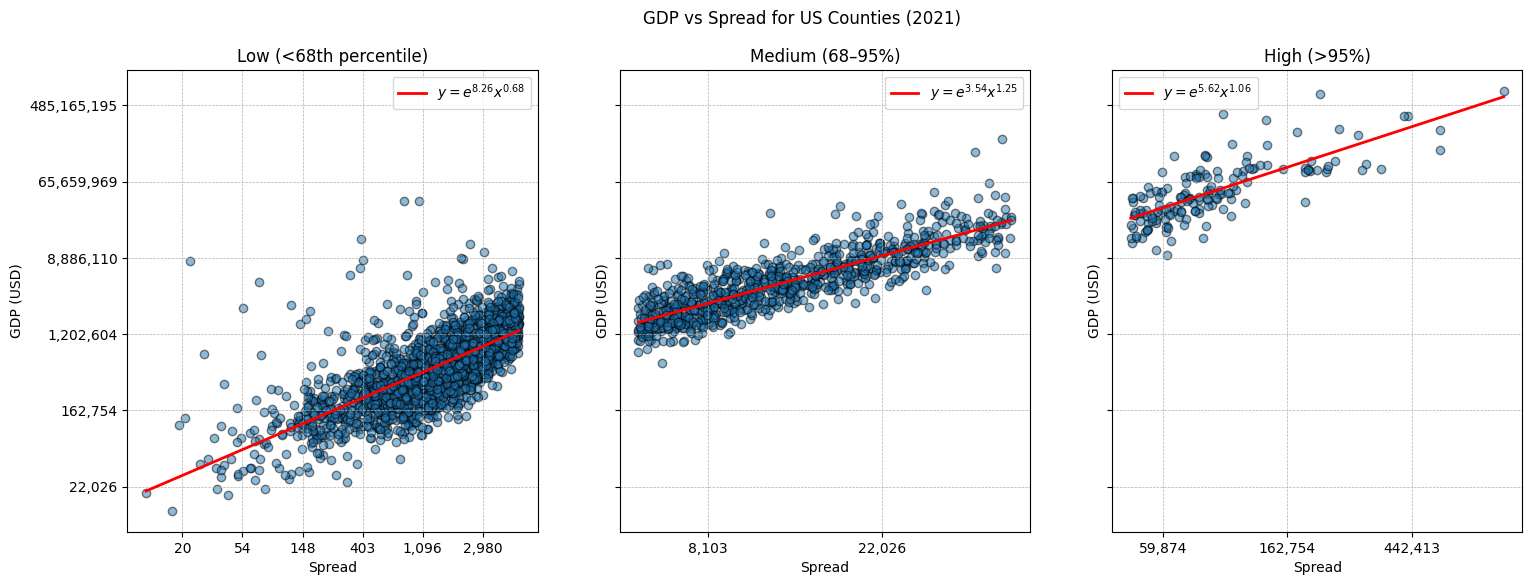 GDP vs Spread for US Counties (2021)
Low (<68th percentile)
y = e^{8.26}x^{0.68}
GDP (USD)
485,165,195
65,659,969
8,886,110
1,202,604
162,754
22,026
20
54
148
403
1,096
2,980
Spread
Medium (68–95%)
y = e^{3.54}x^{1.25}
GDP (USD)
8,103
22,026
Spread
High (>95%)
y = e^{5.62}x^{1.06}
GDP (USD)
59,874
162,754
442,413
Spread